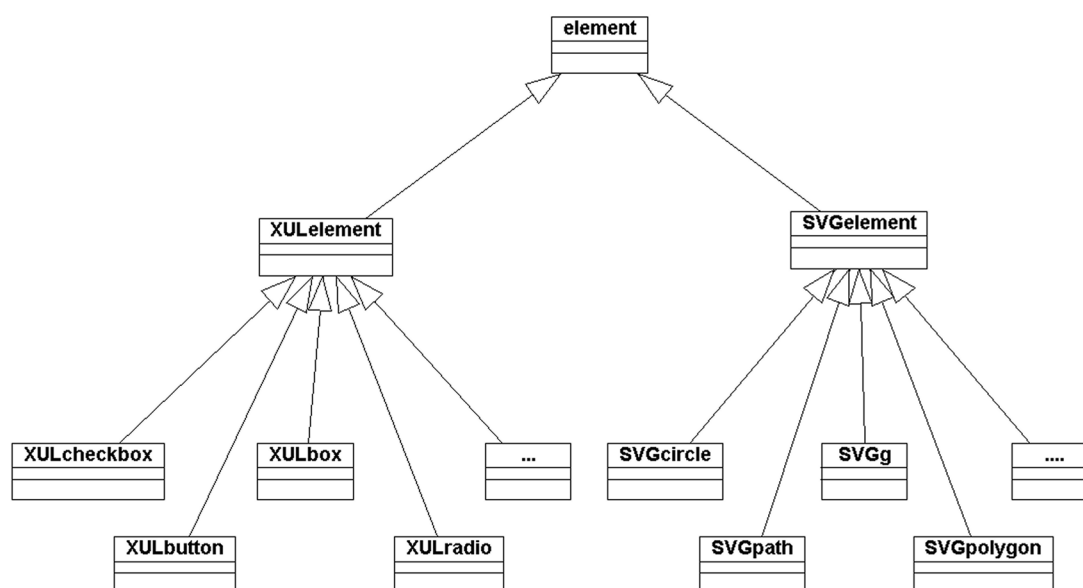 element
XULelement
SVGelement
XULcheckbox
XULbox
...
SVGcircle
SVGg
....
XULbutton
XULradio
SVGpath
SVGpolygon